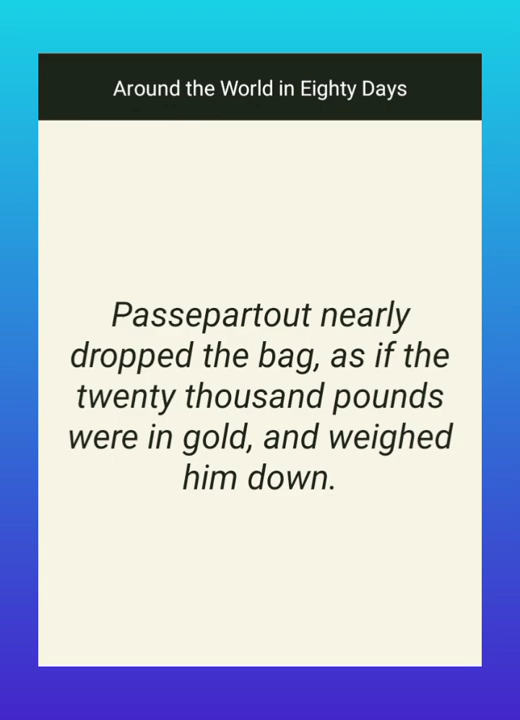 Around the World in Eighty Days
Passepartout nearly
dropped the bag, as if the
twenty thousand pounds
were in gold, and weighed
him down.